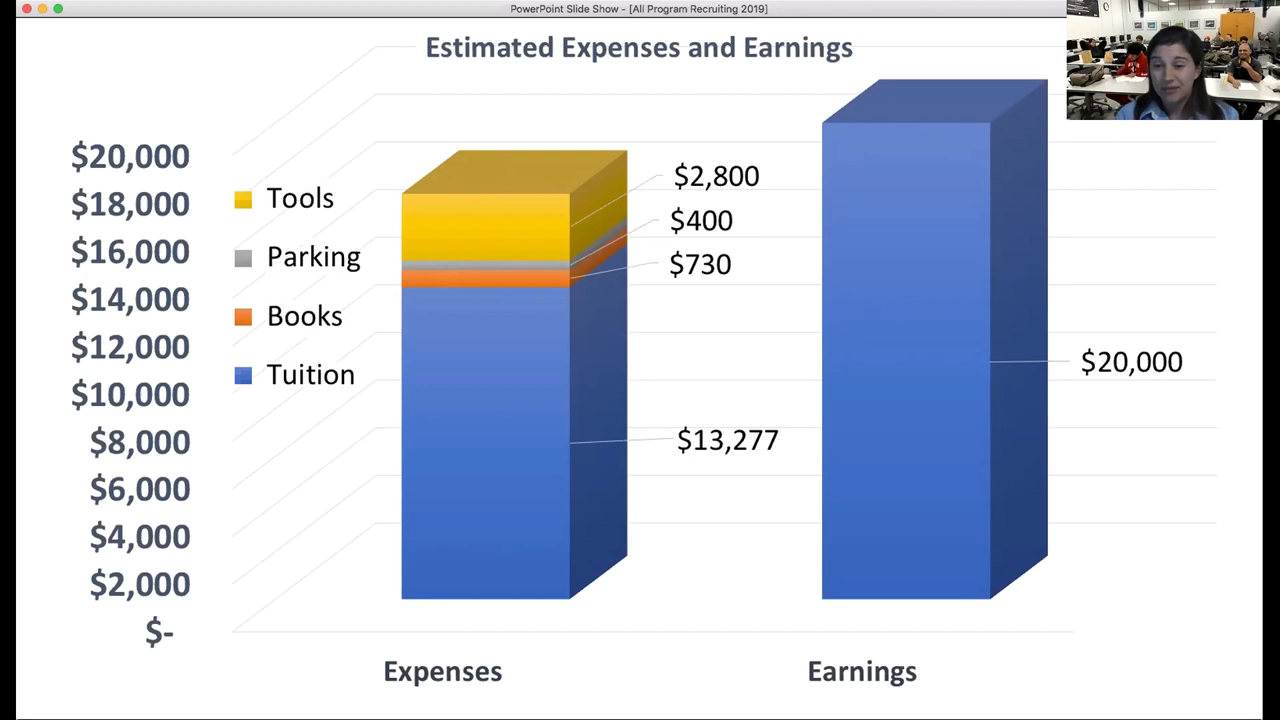 PowerPoint Slide Show - [All Program Recruiting 2019]
Estimated Expenses and Earnings
$20,000
$18,000
$16,000
$14,000
$12,000
$10,000
$8,000
$6,000
$4,000
$2,000
$-
Tools
Parking
Books
Tuition
$2,800
$400
$730
$13,277
$20,000
Expenses
Earnings